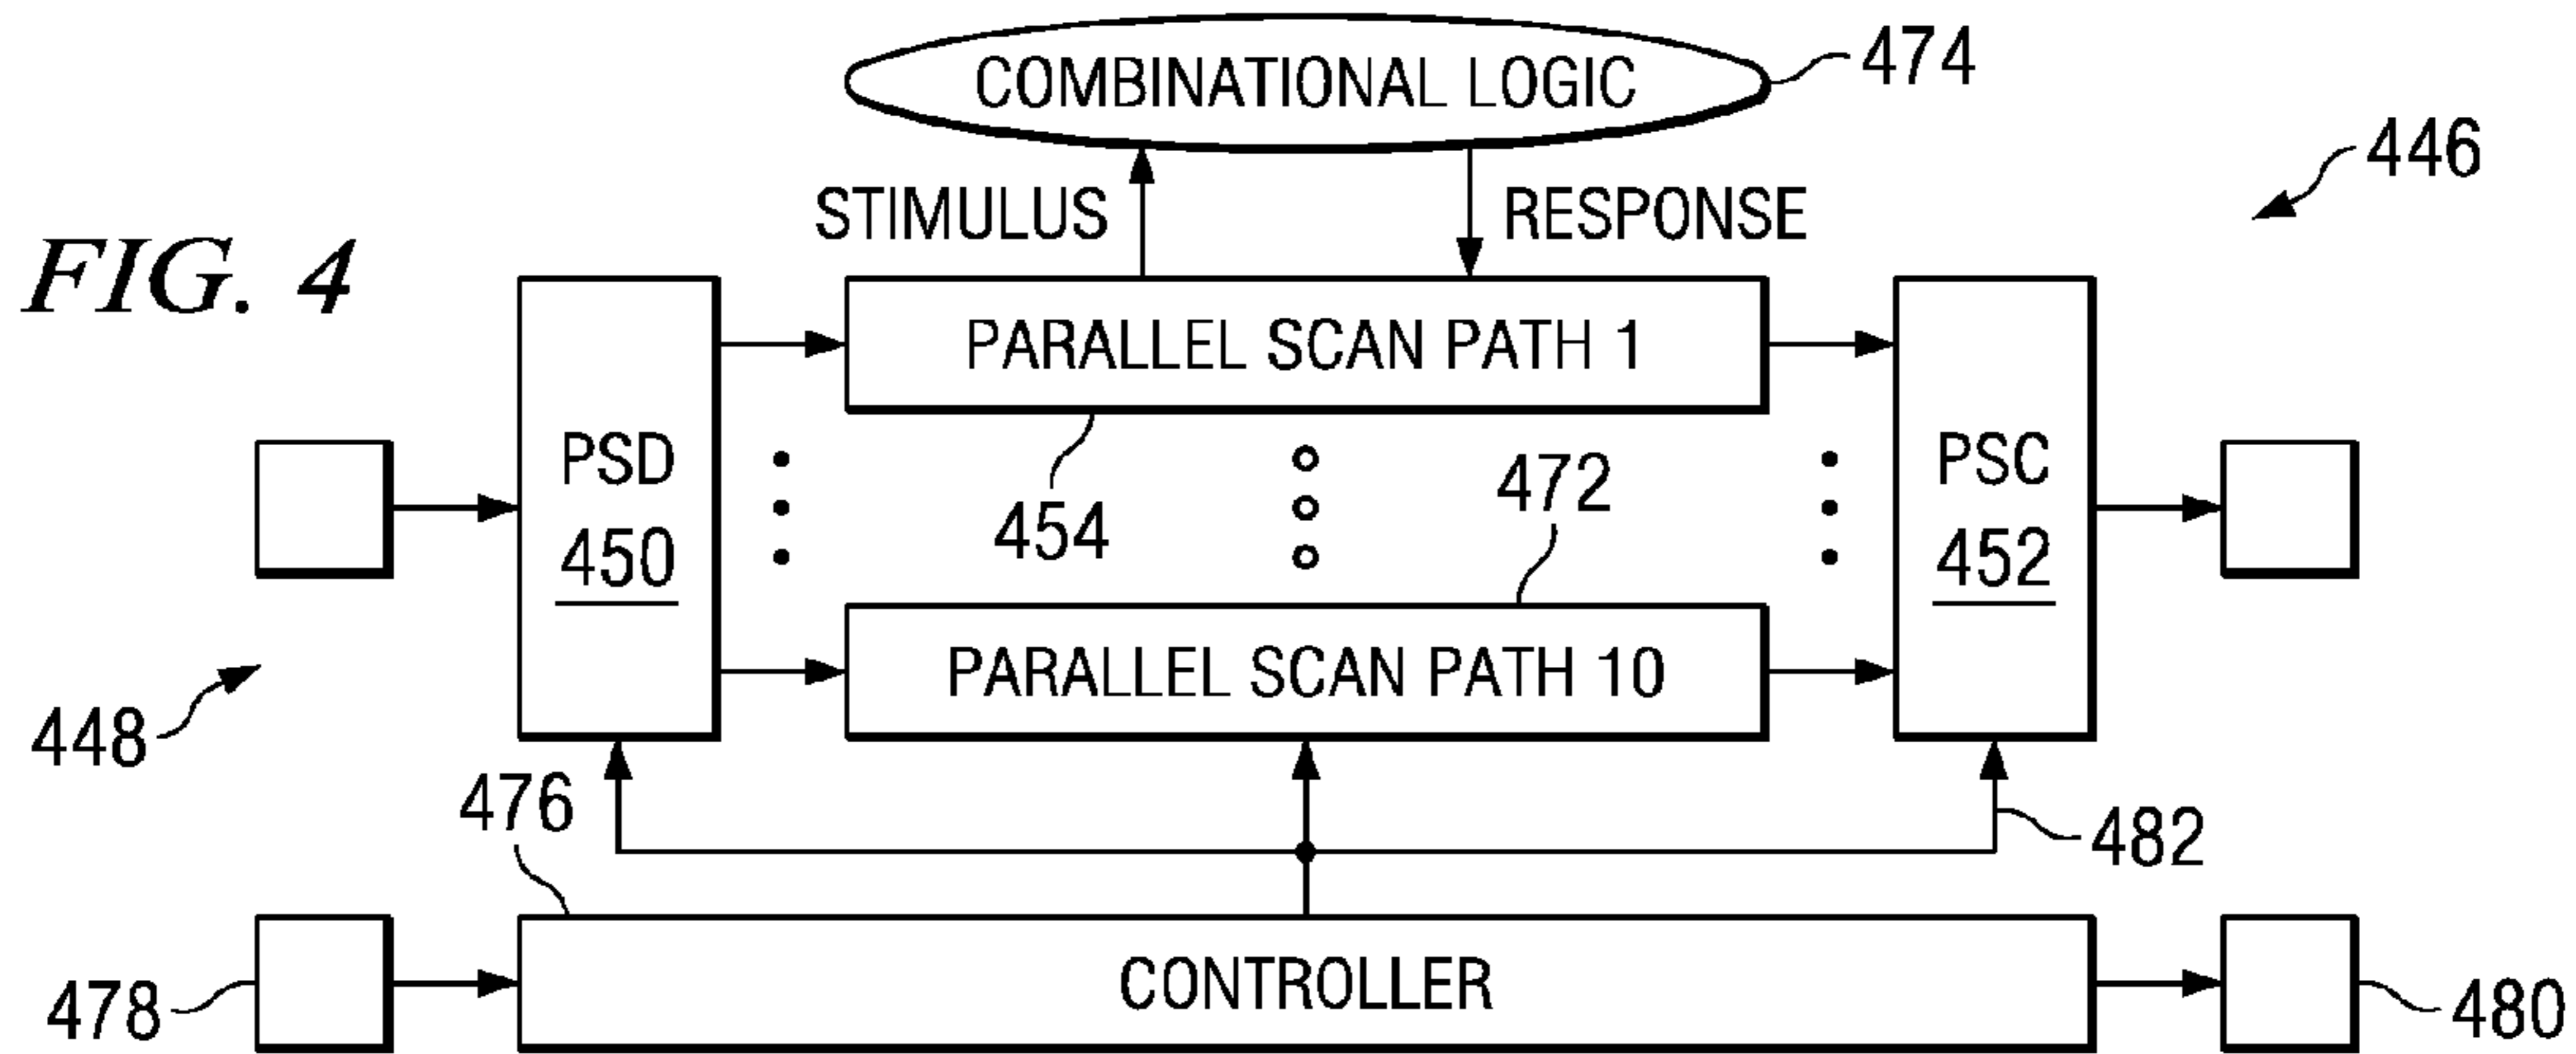 COMBINATIONAL LOGIC
474
446
STIMULUS
RESPONSE
FIG. 4
PARALLEL SCAN PATH 1
PSD
450
454
472
PSC
452
PARALLEL SCAN PATH 10
448
476
482
CONTROLLER
478
480